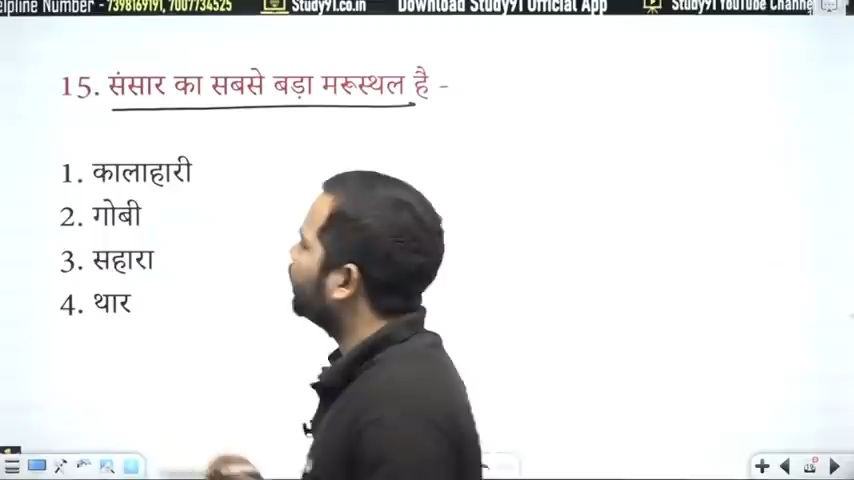 elpline Number - 7398169191, 7007734525 Study91.co.in Download Study91 Official App Study91 YouTube Channe
15. संसार का सबसे बड़ा मरूस्थल है -
1. कालाहारी
2. गोबी
3. सहारा
4. थार